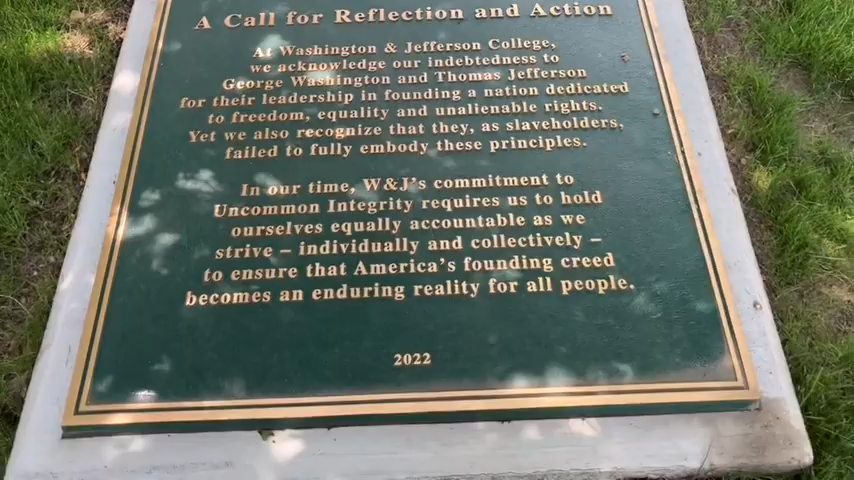 A Call for Reflection and Action
At Washington & Jefferson College,
we acknowledge our indebtedness to
George Washington and Thomas Jefferson
for their leadership in founding a nation dedicated
to freedom, equality and unalienable rights.
Yet we also recognize that they, as slaveholders,
failed to fully embody these principles.
In our time, W&J's commitment to
Uncommon Integrity requires us to hold
ourselves equally accountable as we
strive – individually and collectively –
to ensure that America's founding creed
becomes an enduring reality, for all people.
2022